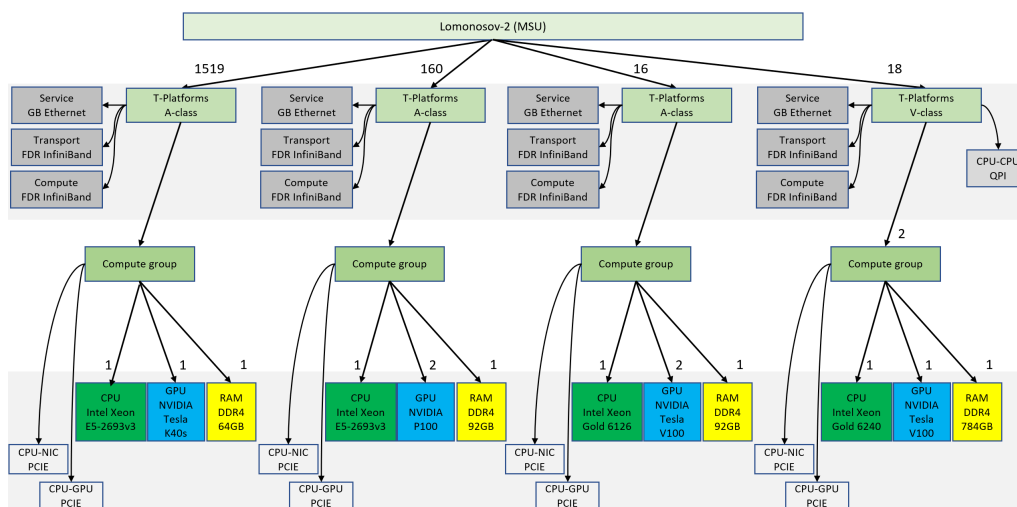 Lomonosov-2 (MSU)
1519
160
16
18
Service
GB Ethernet
T-Platforms
A-class
Service
GB Ethernet
T-Platforms
A-class
Service
GB Ethernet
T-Platforms
A-class
Service
GB Ethernet
T-Platforms
V-class
Transport
FDR InfiniBand
Transport
FDR InfiniBand
Transport
FDR InfiniBand
Transport
FDR InfiniBand
CPU-CPU
QPI
Compute
FDR InfiniBand
Compute
FDR InfiniBand
Compute
FDR InfiniBand
Compute
FDR InfiniBand
2
Compute group
Compute group
Compute group
Compute group
1
1
1
1
2
1
1
2
1
1
1
1
CPU
Intel Xeon
E5-2693v3
GPU
NVIDIA
Tesla
K40s
RAM
DDR4
64GB
CPU
Intel Xeon
E5-2693v3
GPU
NVIDIA
P100
RAM
DDR4
92GB
CPU
Intel Xeon
Gold 6126
GPU
NVIDIA
Tesla
V100
RAM
DDR4
92GB
CPU
Intel Xeon
Gold 6240
GPU
NVIDIA
Tesla
V100
RAM
DDR4
784GB
CPU-NIC
PCIE
CPU-NIC
PCIE
CPU-NIC
PCIE
CPU-NIC
PCIE
CPU-GPU
PCIE
CPU-GPU
PCIE
CPU-GPU
PCIE
CPU-GPU
PCIE